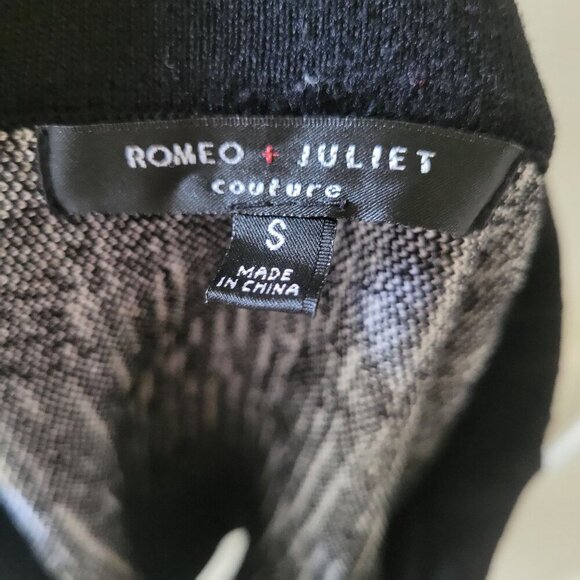 ROMEO + JULIET
couture
S
MADE
IN CHINA